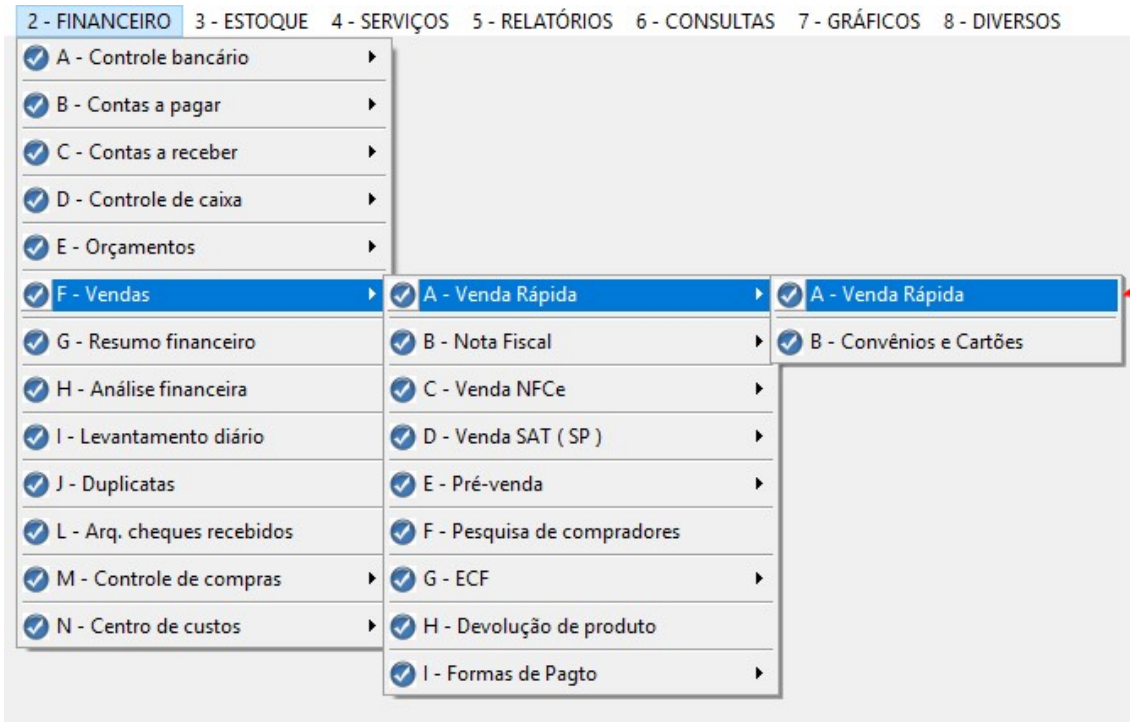 2 - FINANCEIRO 3 - ESTOQUE 4 - SERVIÇOS 5 - RELATÓRIOS 6 - CONSULTAS 7 - GRÁFICOS 8 - DIVERSOS
A - Controle bancário
B - Contas a pagar
C - Contas a receber
D - Controle de caixa
E - Orçamentos
F - Vendas
G - Resumo financeiro
H - Análise financeira
I - Levantamento diário
J - Duplicatas
L - Arq. cheques recebidos
M - Controle de compras
N - Centro de custos
A - Venda Rápida
B - Nota Fiscal
C - Venda NFCe
D - Venda SAT ( SP )
E - Pré-venda
F - Pesquisa de compradores
G - ECF
H - Devolução de produto
I - Formas de Pagto
A - Venda Rápida
B - Convênios e Cartões